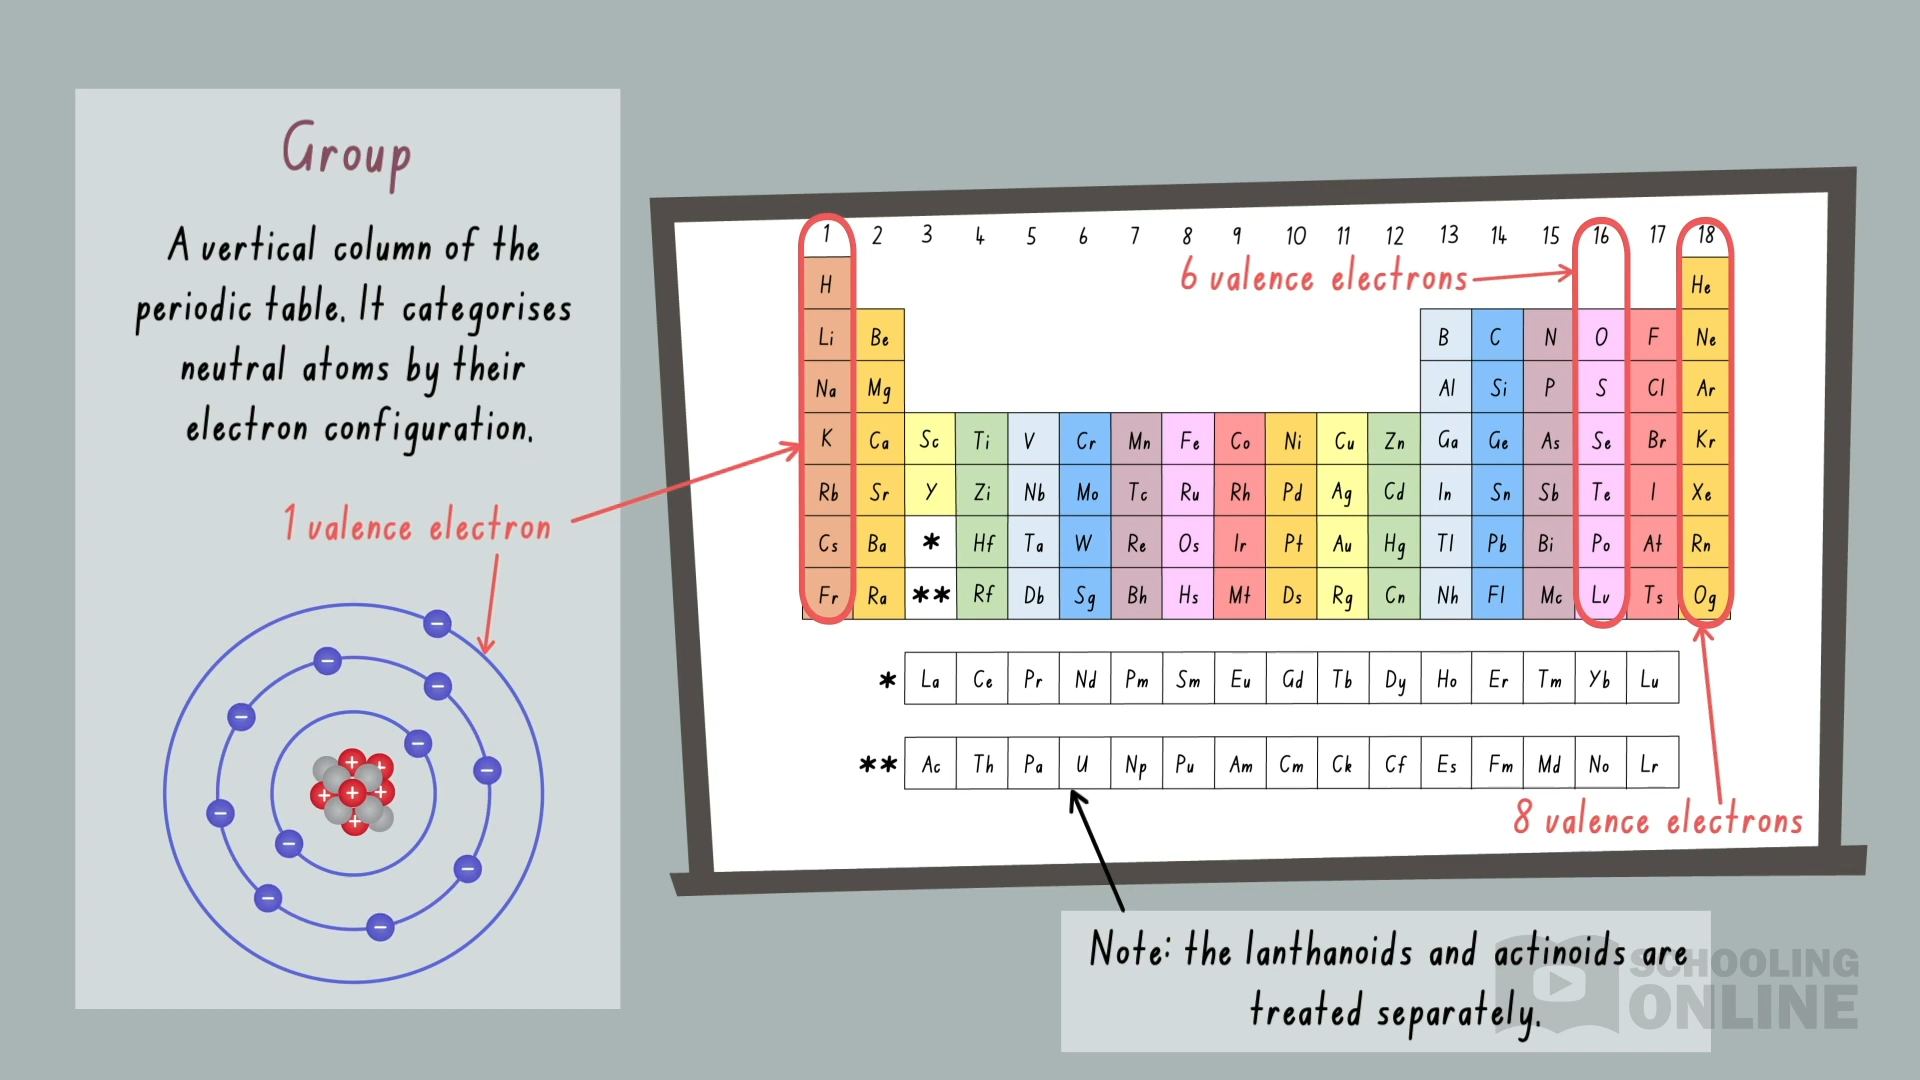 Group
A vertical column of the
periodic table. It categorises
neutral atoms by their
electron configuration.
1 valence electron
1 2 3 4 5 6 7 8 9 10 11 12 13 14 15 16 17 18
6 valence electrons
H He
Li Be B C N O F Ne
Na Mg Al Si P S Cl Ar
K Ca Sc Ti V Cr Mn Fe Co Ni Cu Zn Ga Ge As Se Br Kr
Rb Sr Y Zi Nb Mo Tc Ru Rh Pd Ag Cd In Sn Sb Te I Xe
Cs Ba * Hf Ta W Re Os Ir Pt Au Hg Tl Pb Bi Po At Rn
Fr Ra ** Rf Db Sg Bh Hs Mt Ds Rg Cn Nh Fl Mc Lv Ts Og
* La Ce Pr Nd Pm Sm Eu Gd Tb Dy Ho Er Tm Yb Lu
** Ac Th Pa U Np Pu Am Cm Ck Cf Es Fm Md No Lr
8 valence electrons
Note: the lanthanoids and actinoids are
treated separately.
SCHOOLING
ONLINE